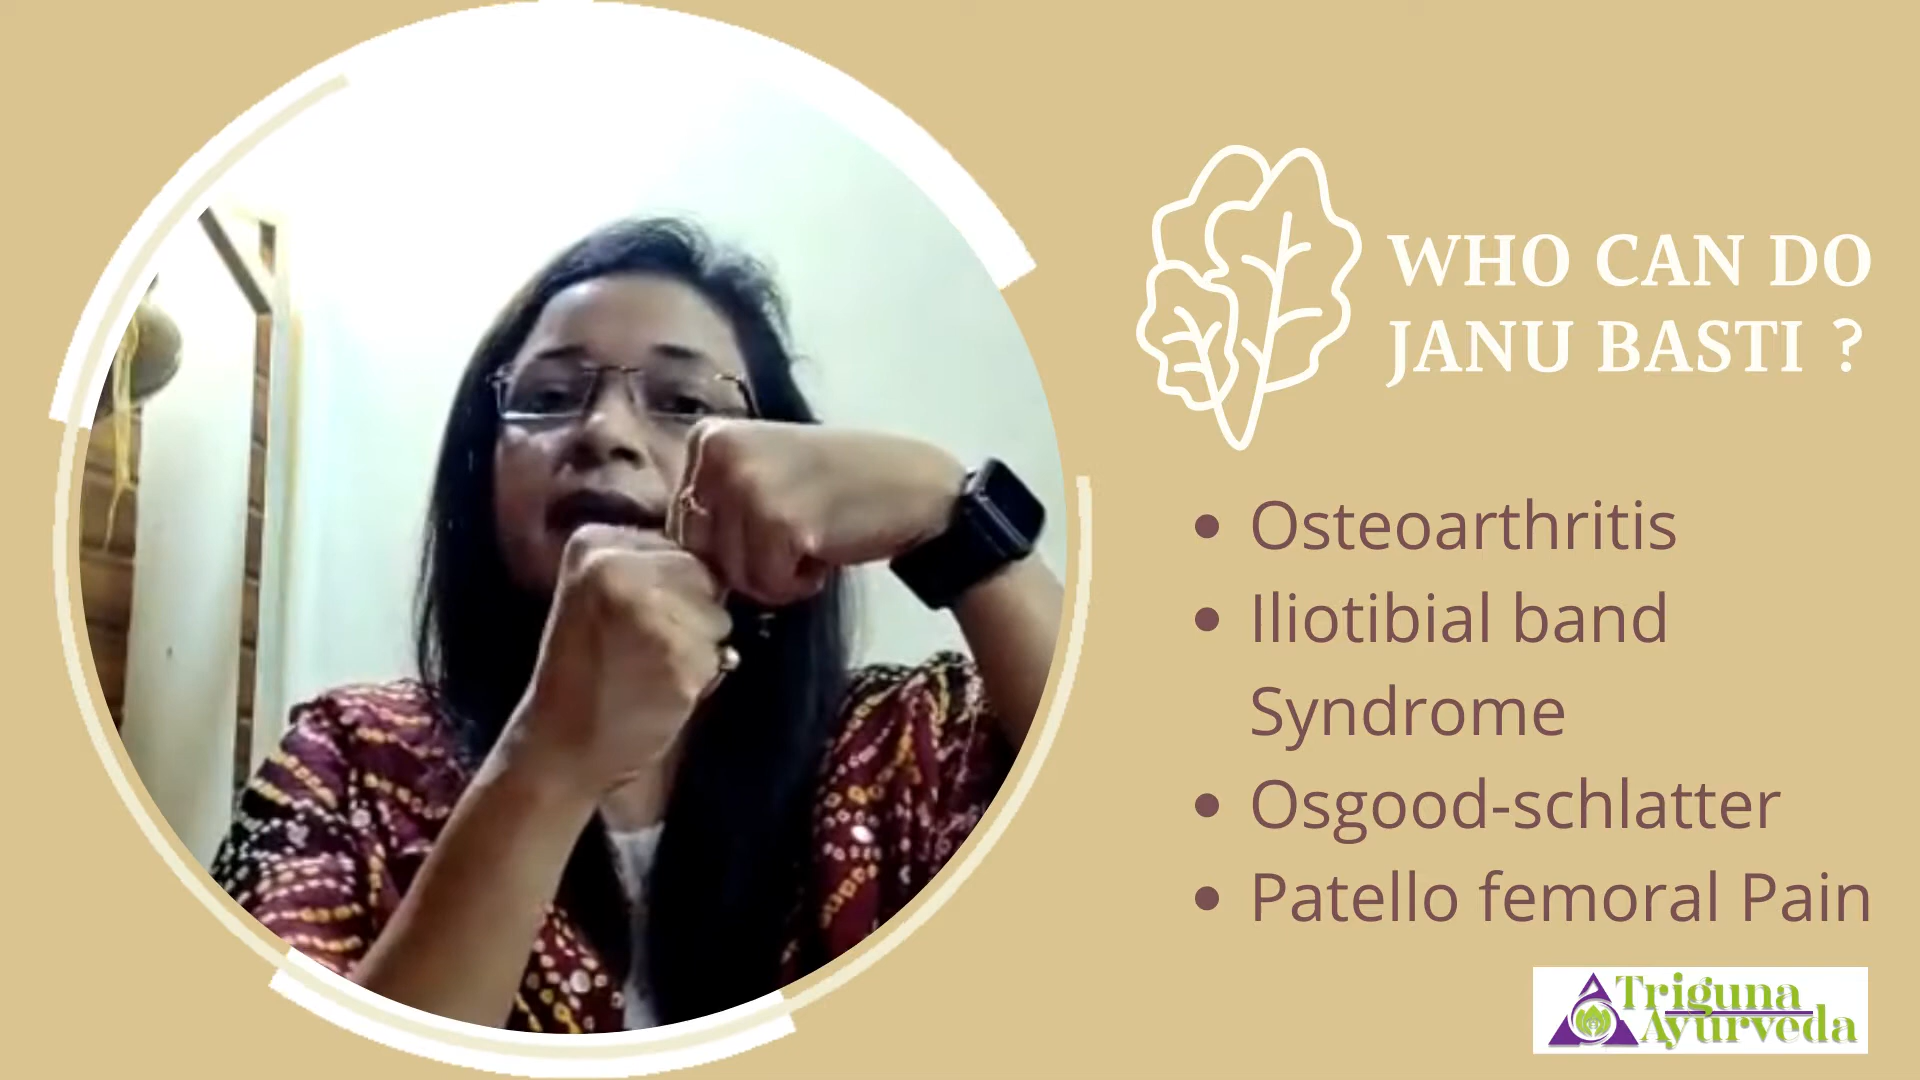 WHO CAN DO
JANU BASTI ?
• Osteoarthritis
• Iliotibial band
Syndrome
• Osgood-schlatter
• Patello femoral Pain
Triguna
Ayurveda